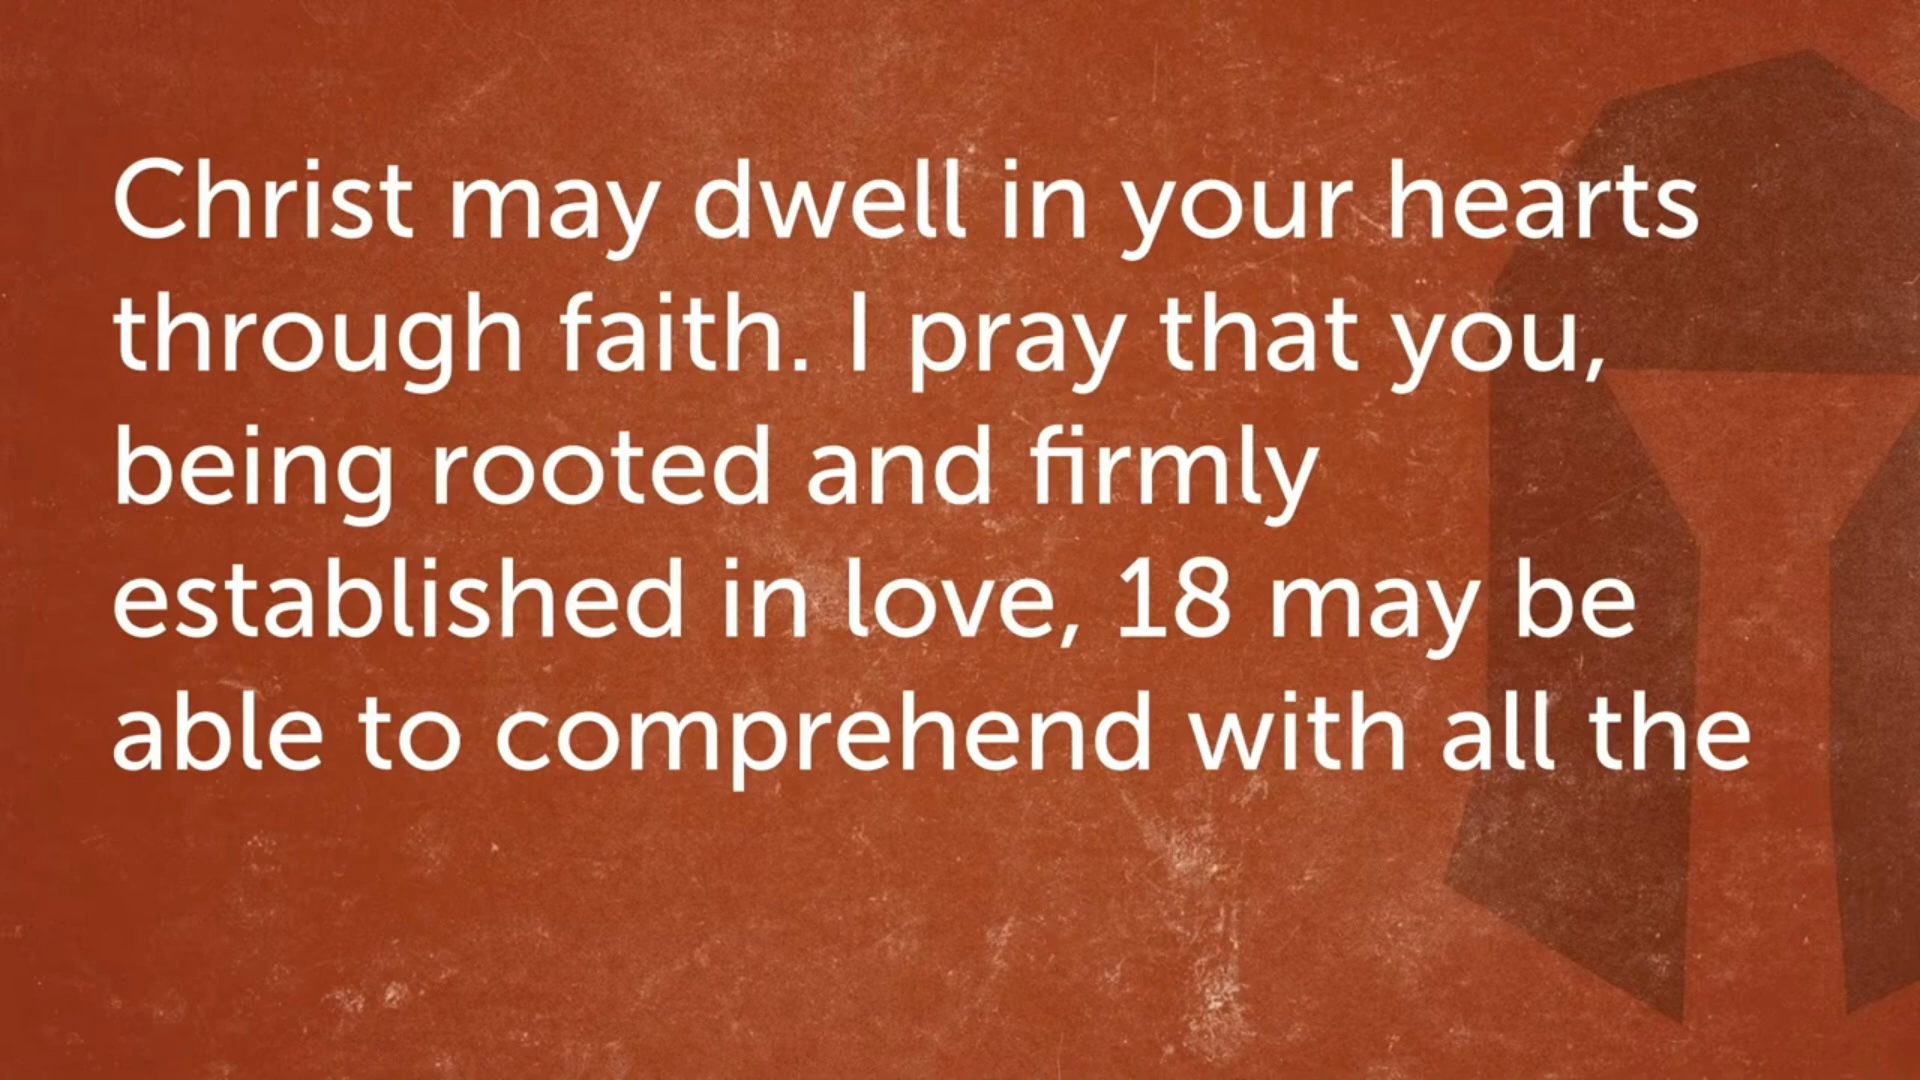 Christ may dwell in your hearts
through faith. I pray that you,
being rooted and firmly
established in love, 18 may be
able to comprehend with all the